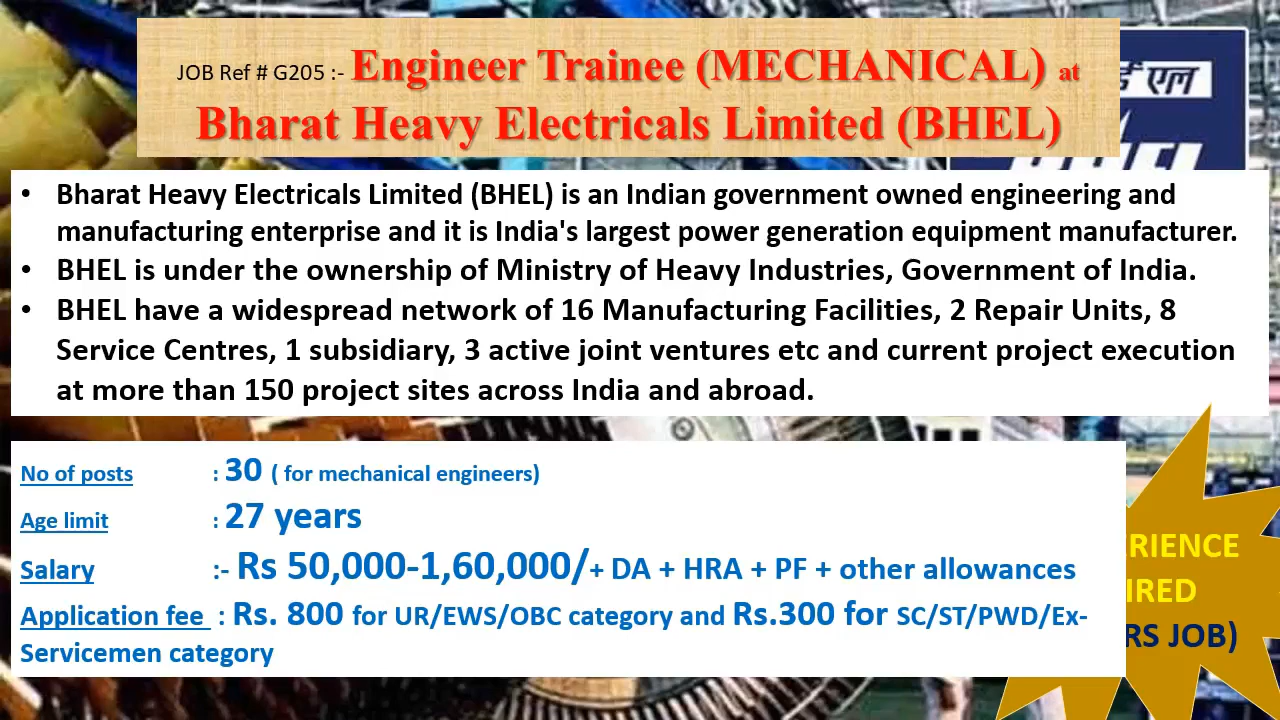 JOB Ref # G205 :- Engineer Trainee (MECHANICAL) at
Bharat Heavy Electricals Limited (BHEL)
• Bharat Heavy Electricals Limited (BHEL) is an Indian government owned engineering and
manufacturing enterprise and it is India's largest power generation equipment manufacturer.
• BHEL is under the ownership of Ministry of Heavy Industries, Government of India.
• BHEL have a widespread network of 16 Manufacturing Facilities, 2 Repair Units, 8
Service Centres, 1 subsidiary, 3 active joint ventures etc and current project execution
at more than 150 project sites across India and abroad.
No of posts : 30 ( for mechanical engineers)
Age limit : 27 years
Salary :- Rs 50,000-1,60,000/+ DA + HRA + PF + other allowances
Application fee : Rs. 800 for UR/EWS/OBC category and Rs.300 for SC/ST/PWD/Ex-
Servicemen category
JOB)